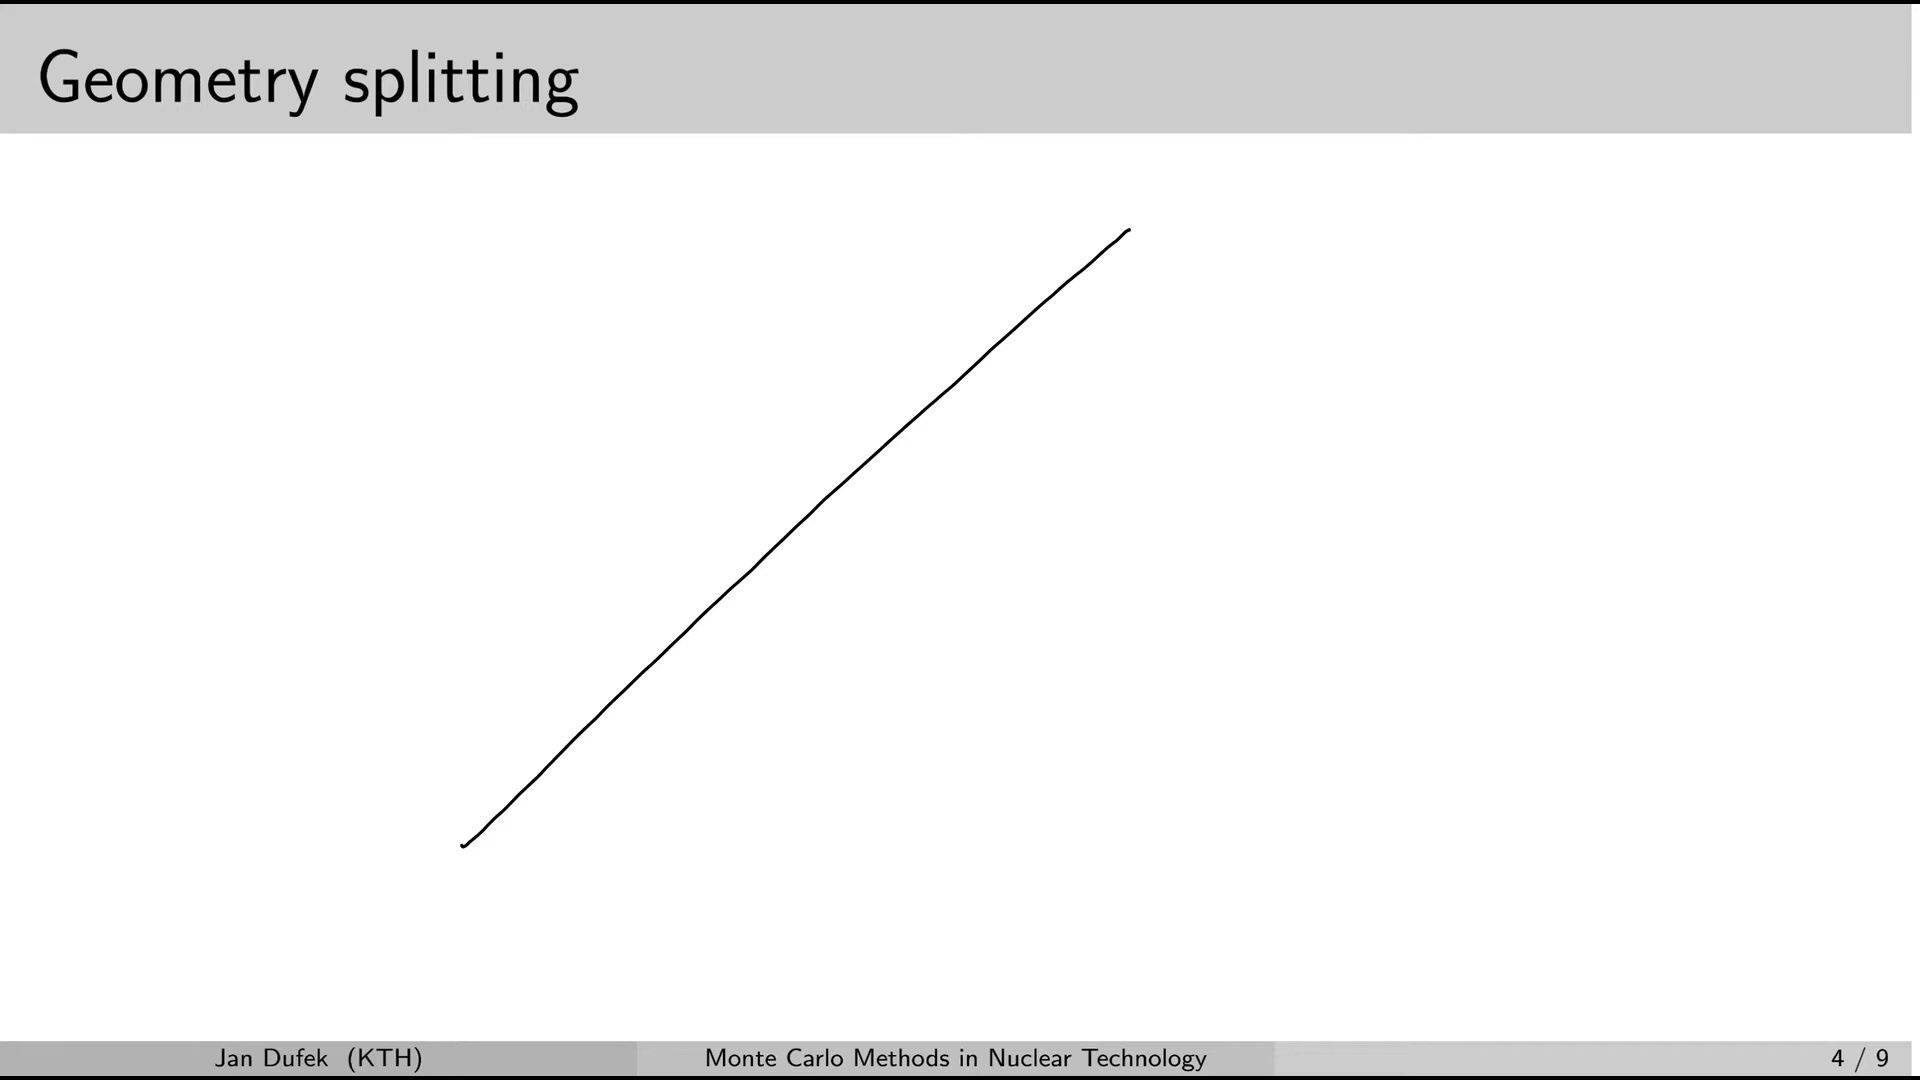 Geometry splitting
Jan Dufek (KTH)
Monte Carlo Methods in Nuclear Technology
4 / 9